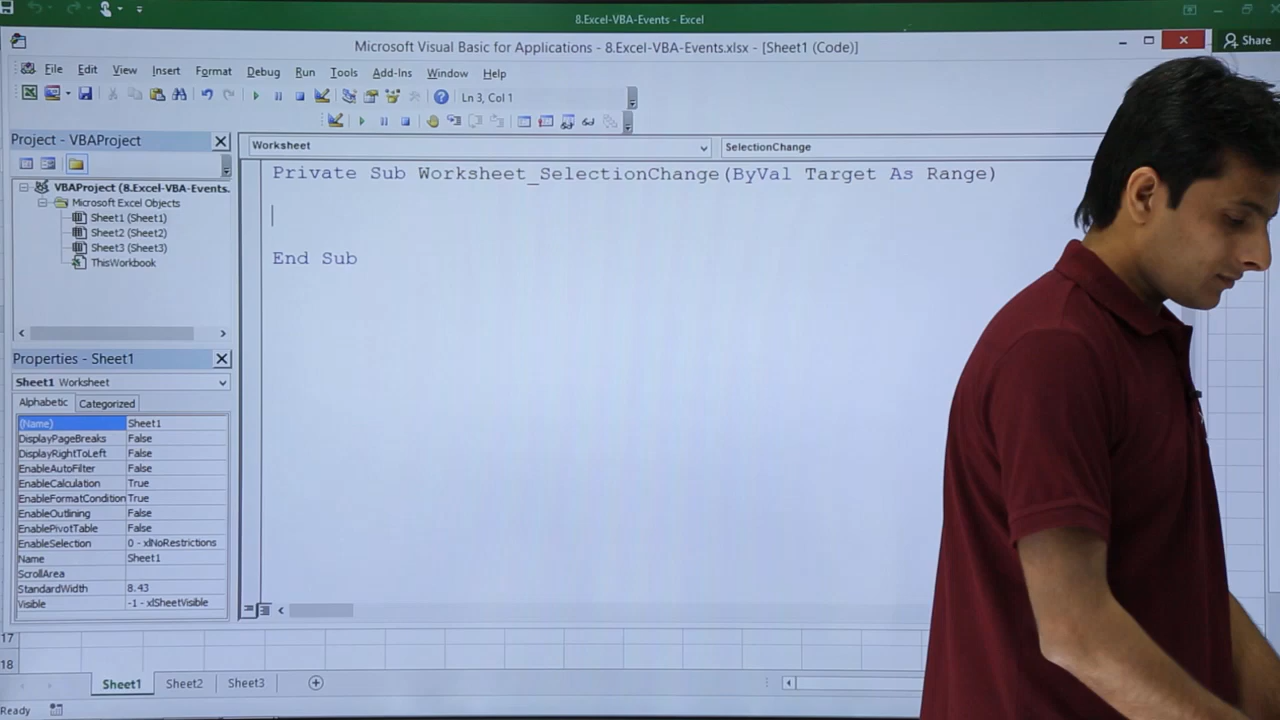 8.Excel-VBA-Events - Excel
Microsoft Visual Basic for Applications - 8.Excel-VBA-Events.xlsx - [Sheet1 (Code)]
Share
File Edit View Insert Format Debug Run Tools Add-Ins Window Help
Ln 3, Col 1
Project - VBAProject
Worksheet
SelectionChange
VBAProject (8.Excel-VBA-Events.
Microsoft Excel Objects
Sheet1 (Sheet1)
Sheet2 (Sheet2)
Sheet3 (Sheet3)
ThisWorkbook
Private Sub Worksheet_SelectionChange(ByVal Target As Range)
End Sub
Properties - Sheet1
Sheet1 Worksheet
Alphabetic Categorized
(Name) Sheet1
DisplayPageBreaks False
DisplayRightToLeft False
EnableAutoFilter False
EnableCalculation True
EnableFormatCondition True
EnableOutlining False
EnablePivotTable False
EnableSelection 0 - xlNoRestrictions
Name Sheet1
ScrollArea
StandardWidth 8.43
Visible -1 - xlSheetVisible
17
18
Sheet1 Sheet2 Sheet3
Ready